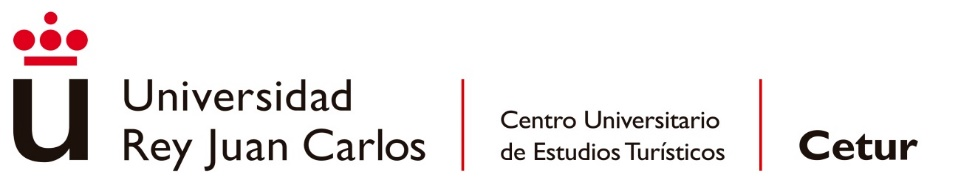 Universidad
Rey Juan Carlos
Centro Universitario
de Estudios Turísticos
Cetur